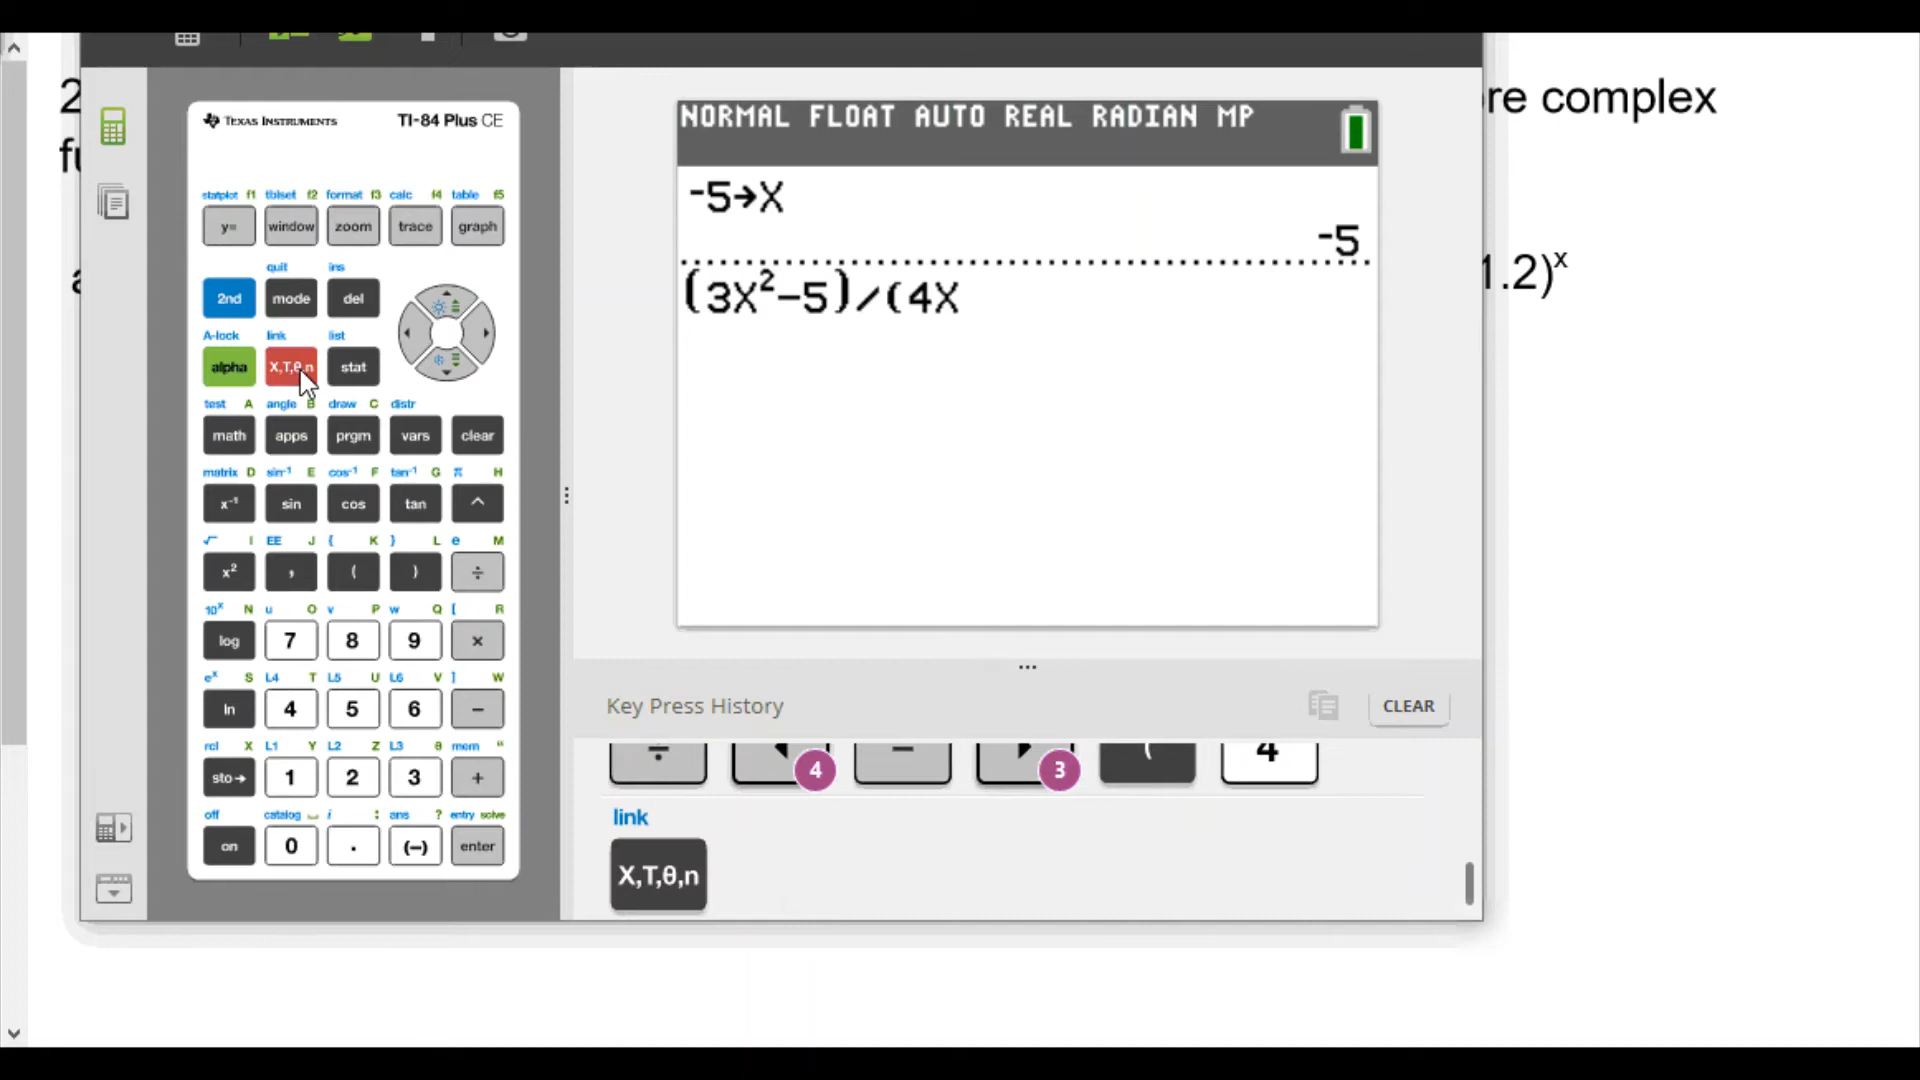 2
re complex
fu
a
1.2)ˣ
TEXAS INSTRUMENTS TI-84 Plus CE
statplot f1 tblset f2 format f3 calc f4 table f5
y= window zoom trace graph
quit ins
2nd mode del
A-lock link list
alpha X,T,θ,n stat
test A angle B draw C distr
math apps prgm vars clear
matrix D sin⁻¹ E cos⁻¹ F tan⁻¹ G π H
x⁻¹ sin cos tan ^
√ I EE J { K } L e M
x² , ( ) ÷
10ˣ N u O v P w Q [ R
log 7 8 9 ×
eˣ S L4 T L5 U L6 V ] W
ln 4 5 6 −
rcl X L1 Y L2 Z L3 θ mem "
sto→ 1 2 3 +
off catalog ⎵ i : ans ? entry solve
on 0 . (−) enter
NORMAL FLOAT AUTO REAL RADIAN MP
-5→X
-5
(3X²−5)/(4X
Key Press History
CLEAR
÷ 4 − 3 ( 4
link
X,T,θ,n